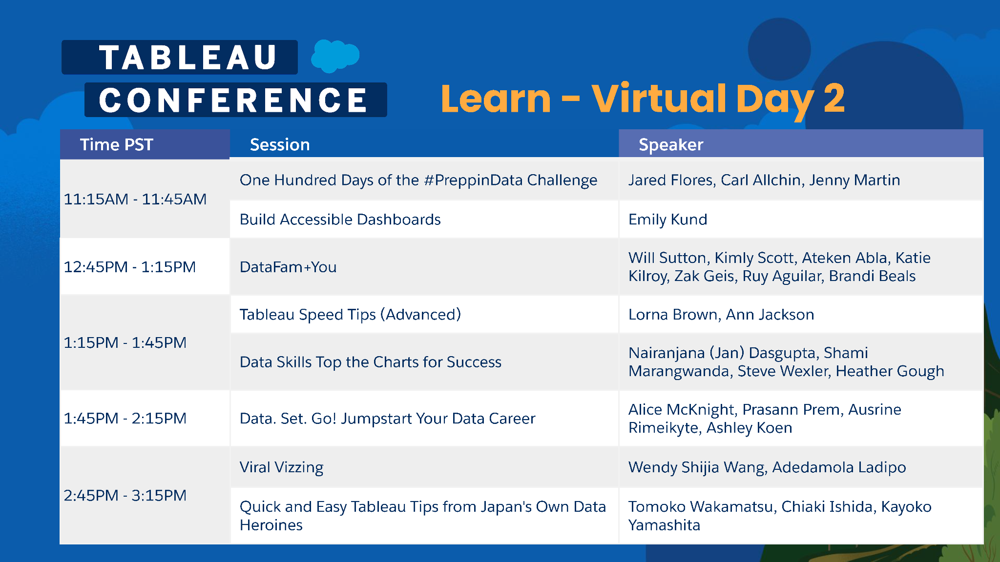 TABLEAU
CONFERENCE
Learn – Virtual Day 2
Time PST
Session
Speaker
11:15AM - 11:45AM
One Hundred Days of the #PreppinData Challenge
Jared Flores, Carl Allchin, Jenny Martin
Build Accessible Dashboards
Emily Kund
12:45PM - 1:15PM
DataFam+You
Will Sutton, Kimly Scott, Ateken Abla, Katie
Kilroy, Zak Geis, Ruy Aguilar, Brandi Beals
1:15PM - 1:45PM
Tableau Speed Tips (Advanced)
Lorna Brown, Ann Jackson
Data Skills Top the Charts for Success
Nairanjana (Jan) Dasgupta, Shami
Marangwanda, Steve Wexler, Heather Gough
1:45PM - 2:15PM
Data. Set. Go! Jumpstart Your Data Career
Alice McKnight, Prasann Prem, Ausrine
Rimeikyte, Ashley Koen
2:45PM - 3:15PM
Viral Vizzing
Wendy Shijia Wang, Adedamola Ladipo
Quick and Easy Tableau Tips from Japan's Own Data
Heroines
Tomoko Wakamatsu, Chiaki Ishida, Kayoko
Yamashita